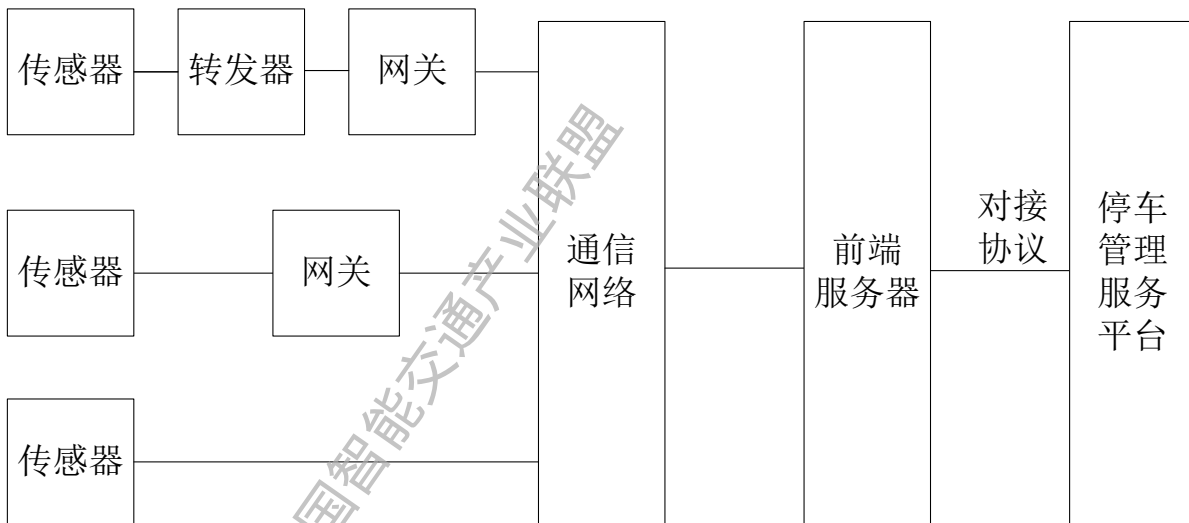 传感器
转发器
网关
传感器
网关
传感器
通信
网络
前端
服务器
对接
协议
停车
管理
服务
平台
国智能交通产业联盟